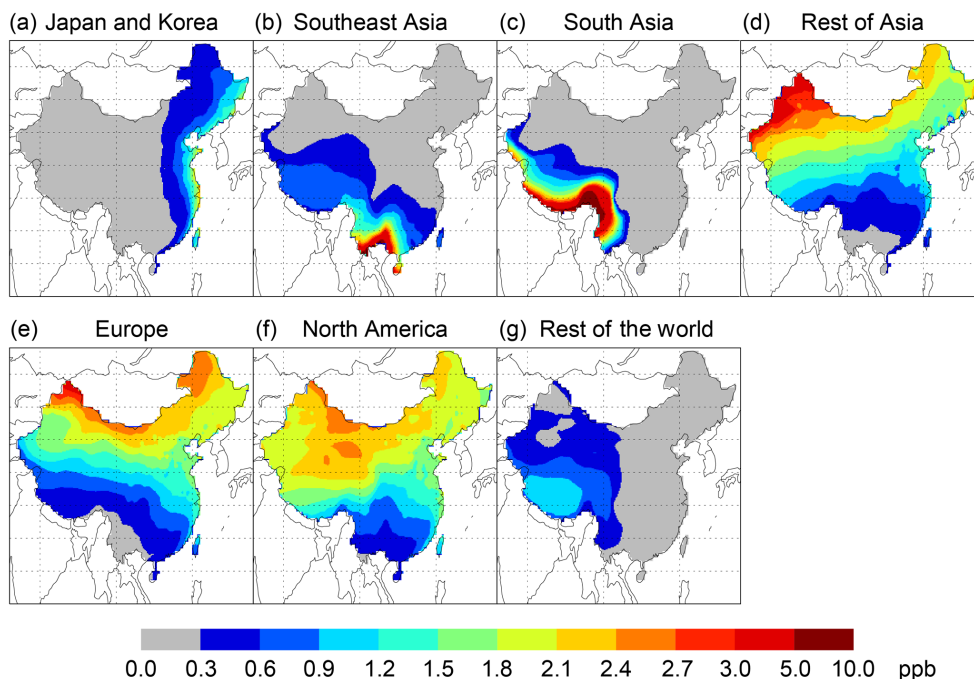 (a) Japan and Korea
(b) Southeast Asia
(c) South Asia
(d) Rest of Asia
(e) Europe
(f) North America
(g) Rest of the world
0.0 0.3 0.6 0.9 1.2 1.5 1.8 2.1 2.4 2.7 3.0 5.0 10.0 ppb